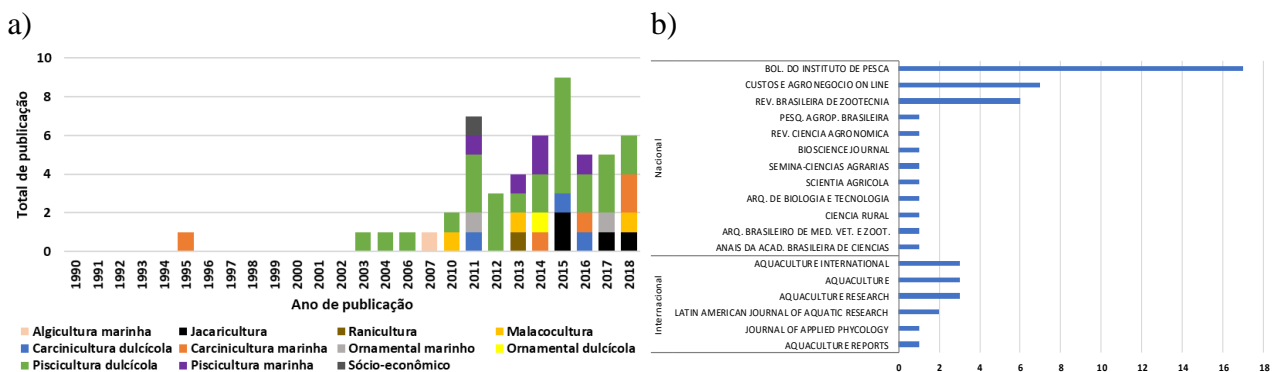 a)
Total de publicação
10
8
6
4
2
0
1990 1991 1992 1993 1994 1995 1996 1997 1998 1999 2000 2001 2002 2003 2004 2006 2007 2010 2011 2012 2013 2014 2015 2016 2017 2018
Ano de publicação
Algicultura marinha Jacaricultura Ranicultura Malacocultura
Carcinicultura dulcícola Carcinicultura marinha Ornamental marinho Ornamental dulcícola
Piscicultura dulcícola Piscicultura marinha Sócio-econômico
b)
Nacional
BOL. DO INSTITUTO DE PESCA
CUSTOS E AGRONEGOCIO ON LINE
REV. BRASILEIRA DE ZOOTECNIA
PESQ. AGROP. BRASILEIRA
REV. CIENCIA AGRONOMICA
BIOSCIENCE JOURNAL
SEMINA-CIENCIAS AGRARIAS
SCIENTIA AGRICOLA
ARQ. DE BIOLOGIA E TECNOLOGIA
CIENCIA RURAL
ARQ. BRASILEIRO DE MED. VET. E ZOOT.
ANAIS DA ACAD. BRASILEIRA DE CIENCIAS
Internacional
AQUACULTURE INTERNATIONAL
AQUACULTURE
AQUACULTURE RESEARCH
LATIN AMERICAN JOURNAL OF AQUATIC RESEARCH
JOURNAL OF APPLIED PHYCOLOGY
AQUACULTURE REPORTS
0 2 4 6 8 10 12 14 16 18